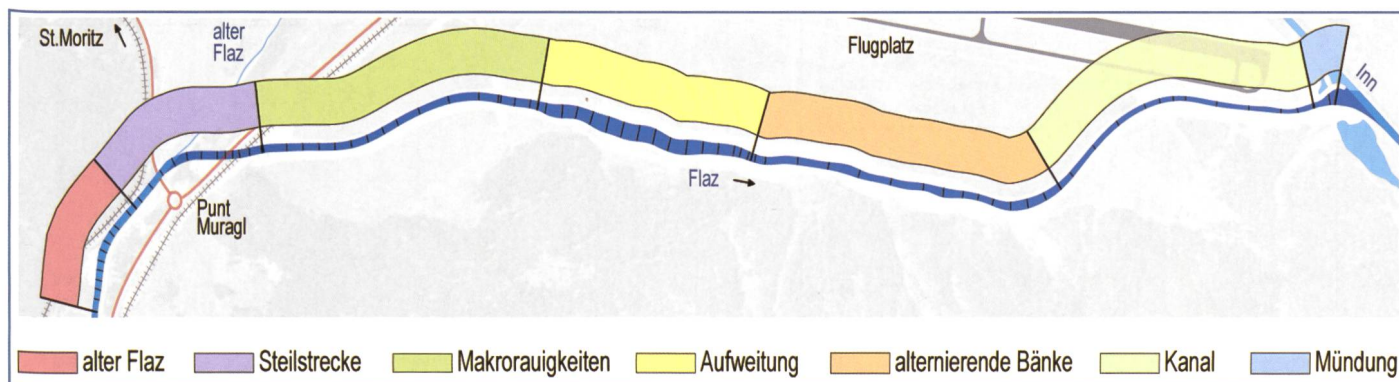 St.Moritz
alter
Flaz
Flugplatz
Inn
Punt
Muragl
Flaz
alter Flaz
Steilstrecke
Makrorauigkeiten
Aufweitung
alternierende Bänke
Kanal
Mündung